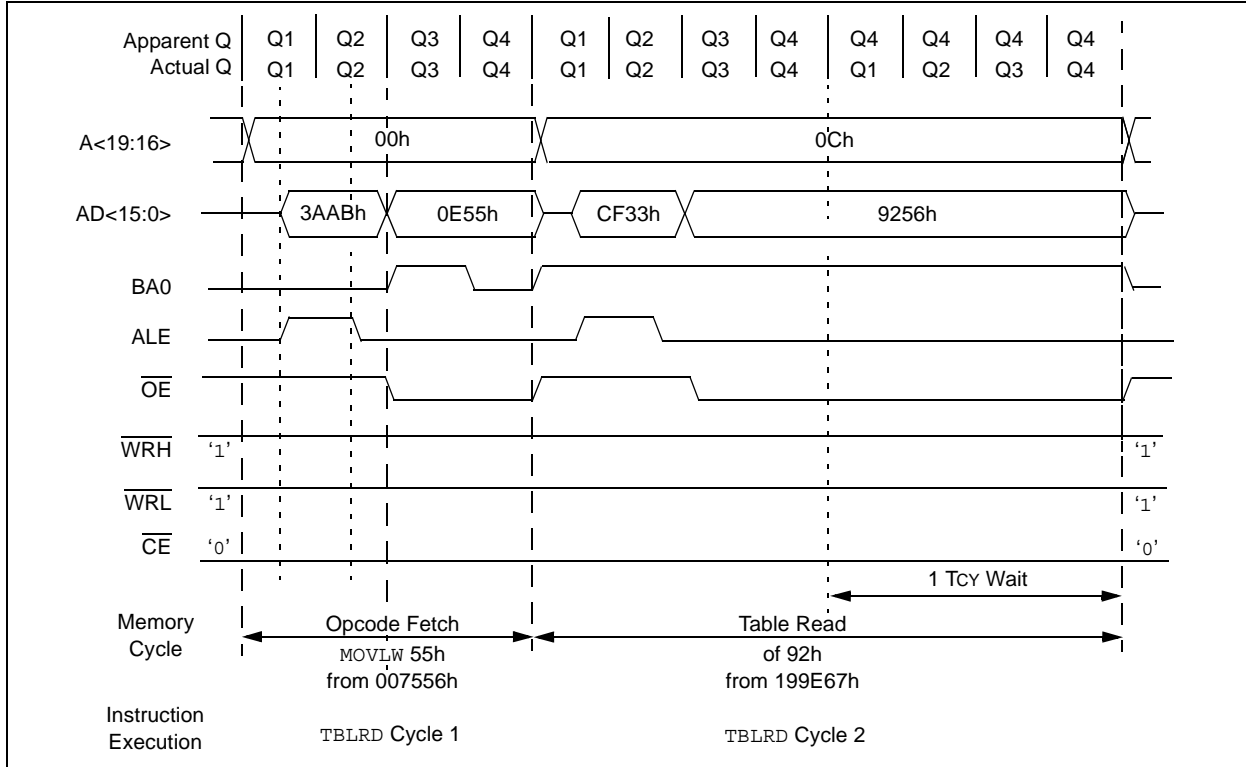 Apparent Q Q1 Q2 Q3 Q4 Q1 Q2 Q3 Q4 Q4 Q4 Q4 Q4
Actual Q Q1 Q2 Q3 Q4 Q1 Q2 Q3 Q4 Q1 Q2 Q3 Q4
A<19:16> 00h 0Ch
AD<15:0> 3AABh 0E55h CF33h 9256h
BA0
ALE
OE
WRH ‘1’ ‘1’
WRL ‘1’ ‘1’
CE ‘0’ ‘0’
1 TCY Wait
Memory Cycle
Opcode Fetch
MOVLW 55h
from 007556h
Table Read
of 92h
from 199E67h
Instruction
Execution
TBLRD Cycle 1
TBLRD Cycle 2